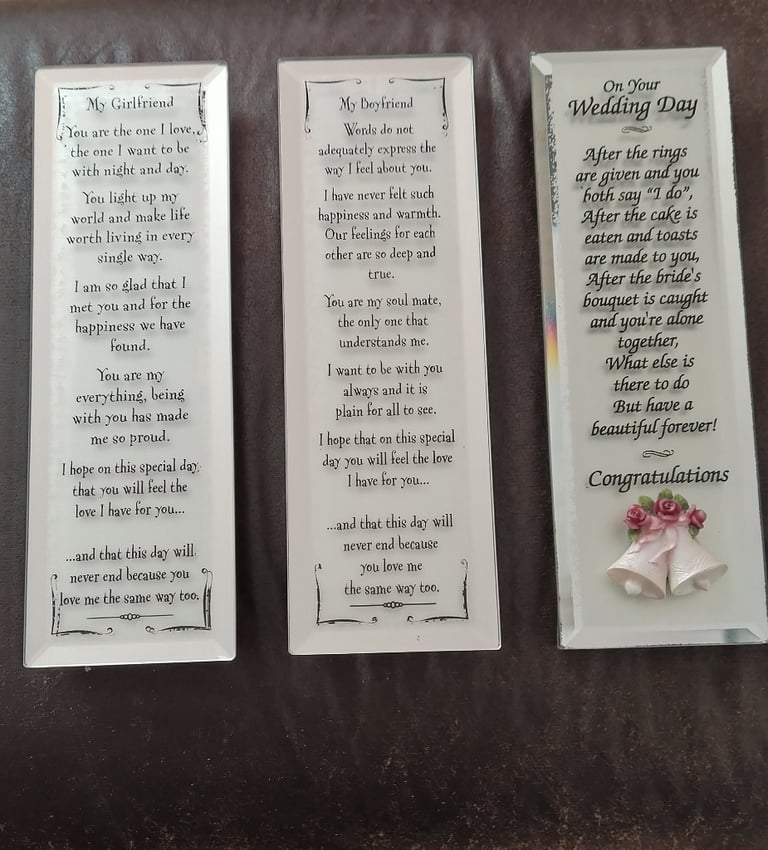 My Girlfriend
You are the one I love,
the one I want to be
with night and day.
You light up my
world and make life
worth living in every
single way.
I am so glad that I
met you and for the
happiness we have
found.
You are my
everything, being
with you has made
me so proud.
I hope on this special day,
that you will feel the
love I have for you...
...and that this day will
never end because you
love me the same way too.
My Boyfriend
Words do not
adequately express the
way I feel about you.
I have never felt such
happiness and warmth.
Our feelings for each
other are so deep and
true.
You are my soul mate,
the only one that
understands me.
I want to be with you
always and it is
plain for all to see.
I hope that on this special
day you will feel the love
I have for you...
...and that this day will
never end because
you love me
the same way too.
On Your
Wedding Day
After the rings
are given and you
both say “I do”,
After the cake is
eaten and toasts
are made to you,
After the bride's
bouquet is caught
and you're alone
together,
What else is
there to do
But have a
beautiful forever!
Congratulations